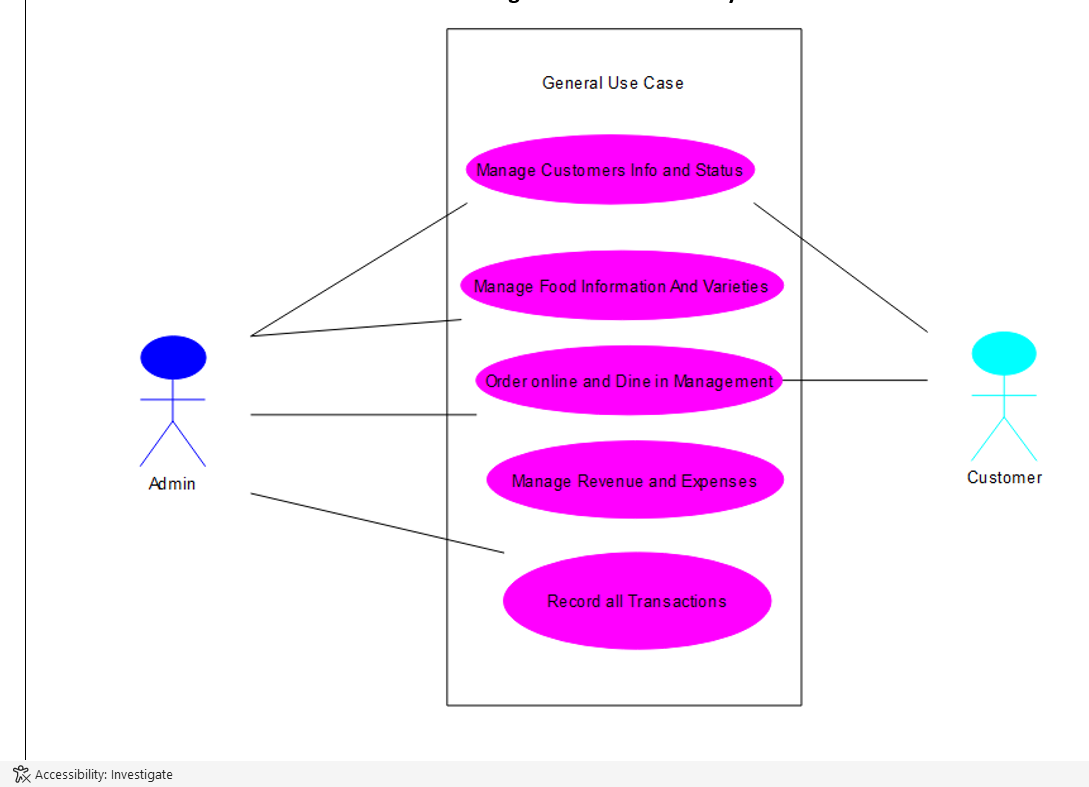 General Use Case
Manage Customers Info and Status
Manage Food Information And Varieties
Order online and Dine in Management
Manage Revenue and Expenses
Record all Transactions
Admin
Customer
Accessibility: Investigate